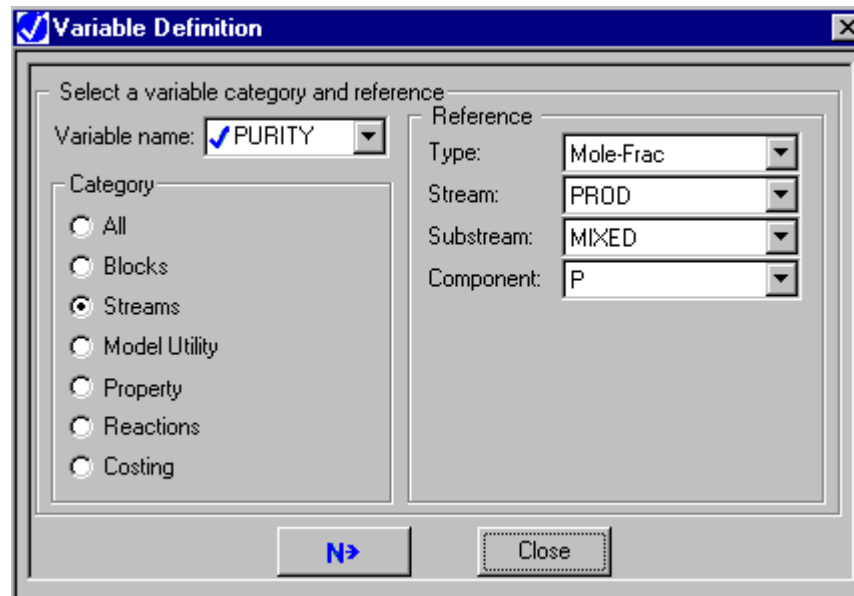 Variable Definition
Select a variable category and reference
Variable name: PURITY
Category
All
Blocks
Streams
Model Utility
Property
Reactions
Costing
Reference
Type: Mole-Frac
Stream: PROD
Substream: MIXED
Component: P
N
Close